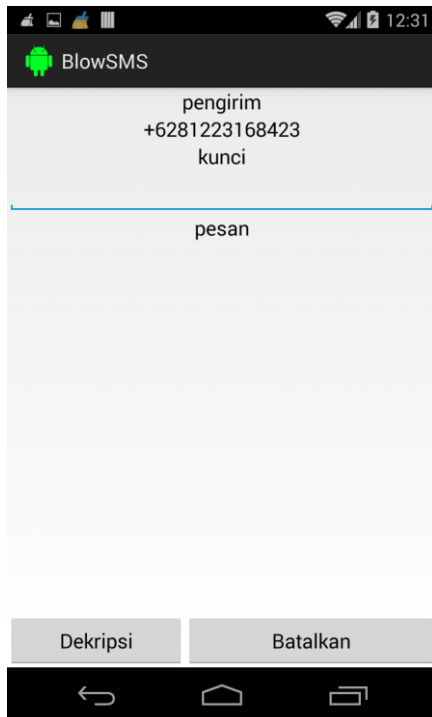 12:31
BlowSMS
pengirim
+6281223168423
kunci
pesan
Dekripsi
Batalkan